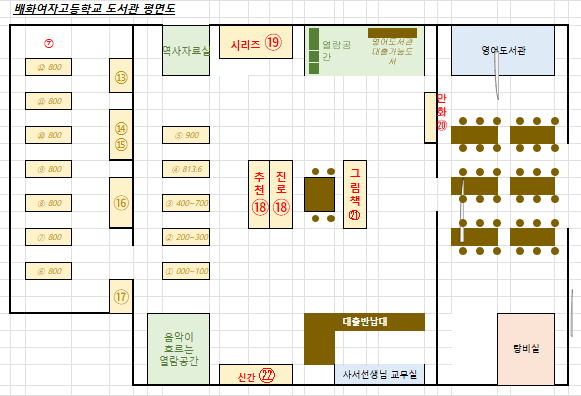 배화여자고등학교 도서관 평면도
⑦
⑫ 800
⑪ 800
⑩ 800
⑨ 800
⑧ 800
⑦ 800
⑥ 800
⑬
⑭
⑮
⑯
⑰
역사자료실
⑤ 900
④ 813.6
③ 400~700
② 200~300
① 000~100
음악이
흐르는
열람공간
시리즈 ⑲
추천 ⑱
진로 ⑱
신간 ㉒
열람공
간
영어도서관
대출가능도
서
그림책 ㉑
대출반납대
사서선생님 교무실
만화 ⑳
영어도서관
탕비실